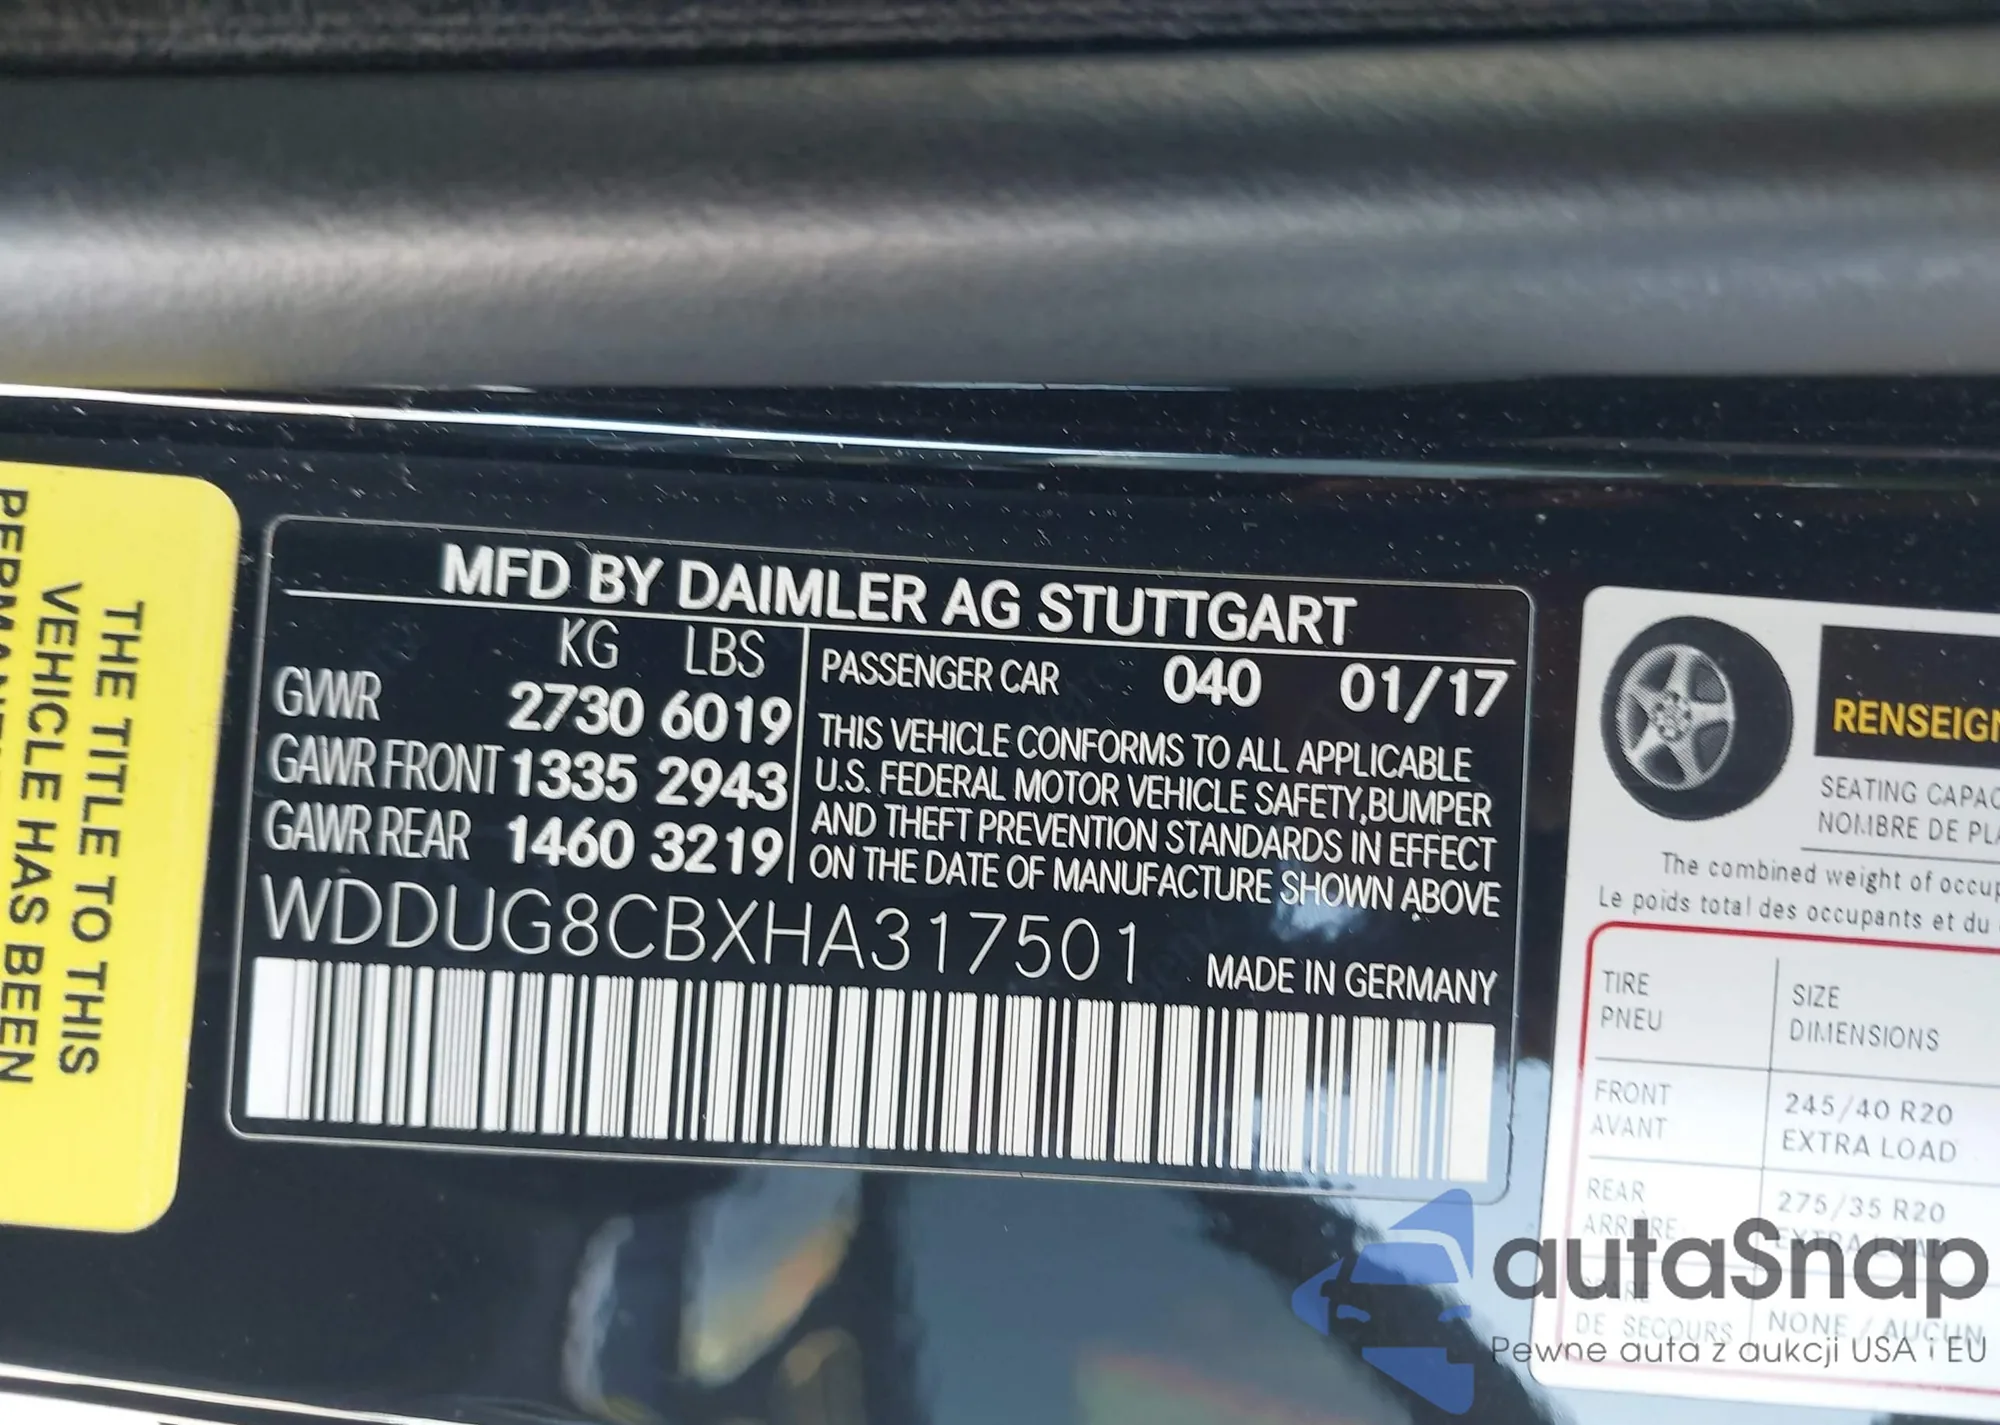 THE TITLE TO THIS
VEHICLE HAS BEEN
MFD BY DAIMLER AG STUTTGART
KG LBS
GVWR 2730 6019
GAWR FRONT 1335 2943
GAWR REAR 1460 3219
PASSENGER CAR 040 01/17
THIS VEHICLE CONFORMS TO ALL APPLICABLE
U.S. FEDERAL MOTOR VEHICLE SAFETY,BUMPER
AND THEFT PREVENTION STANDARDS IN EFFECT
ON THE DATE OF MANUFACTURE SHOWN ABOVE
WDDUG8CBXHA317501
MADE IN GERMANY
RENSEIGN
SEATING CAPAC
NOMBRE DE PLA
The combined weight of occup
Le poids total des occupants et du
TIRE SIZE
PNEU DIMENSIONS
FRONT 245/40 R20
AVANT EXTRA LOAD
REAR 275/35 R20
ARRIÈRE EXTRA LOAD
DE SECOURS NONE / AUCUN
autaSnap
Pewne auta z aukcji USA i EU